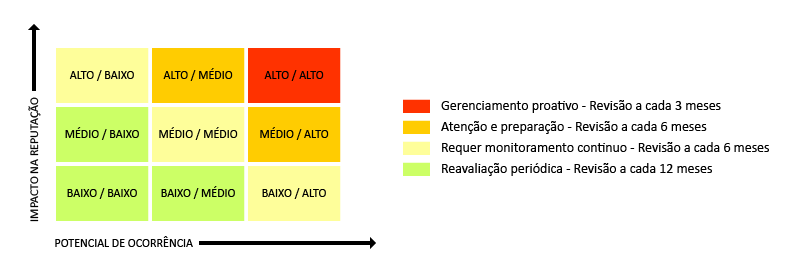 IMPACTO NA REPUTAÇÃO
ALTO / BAIXO
ALTO / MÉDIO
ALTO / ALTO
MÉDIO / BAIXO
MÉDIO / MÉDIO
MÉDIO / ALTO
BAIXO / BAIXO
BAIXO / MÉDIO
BAIXO / ALTO
POTENCIAL DE OCORRÊNCIA
Gerenciamento proativo - Revisão a cada 3 meses
Atenção e preparação - Revisão a cada 6 meses
Requer monitoramento contínuo - Revisão a cada 6 meses
Reavaliação periódica - Revisão a cada 12 meses